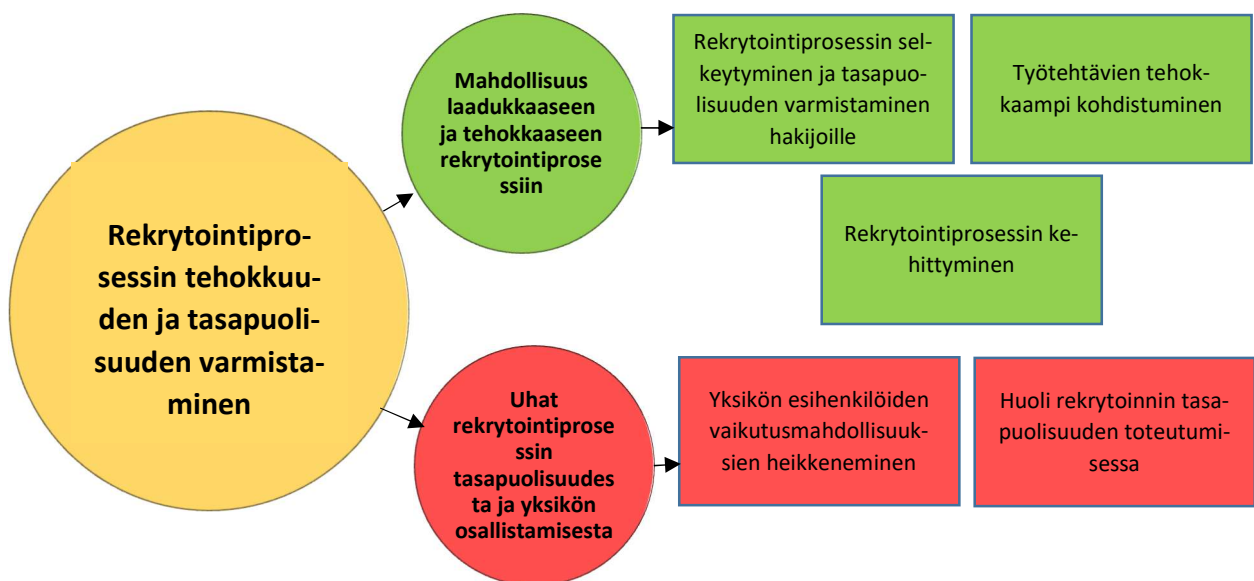 Rekrytointipro-
sessin tehokkuu-
den ja tasapuoli-
suuden varmista-
minen
Mahdollisuus
laadukkaaseen
ja tehokkaaseen
rekrytointiprose
ssiin
Rekrytointiprosessin sel-
keytyminen ja tasapuo-
lisuuden varmistaminen
hakijoille
Työtehtävien tehok-
kaampi kohdistuminen
Rekrytointiprosessin ke-
hittyminen
Uhat
rekrytointiprose
ssin
tasapuolisuudes
ta ja yksikön
osallistamisesta
Yksikön esihenkilöiden
vaikutusmahdollisuuk-
sien heikkeneminen
Huoli rekrytoinnin tasa-
puolisuuden toteutumi-
sessa